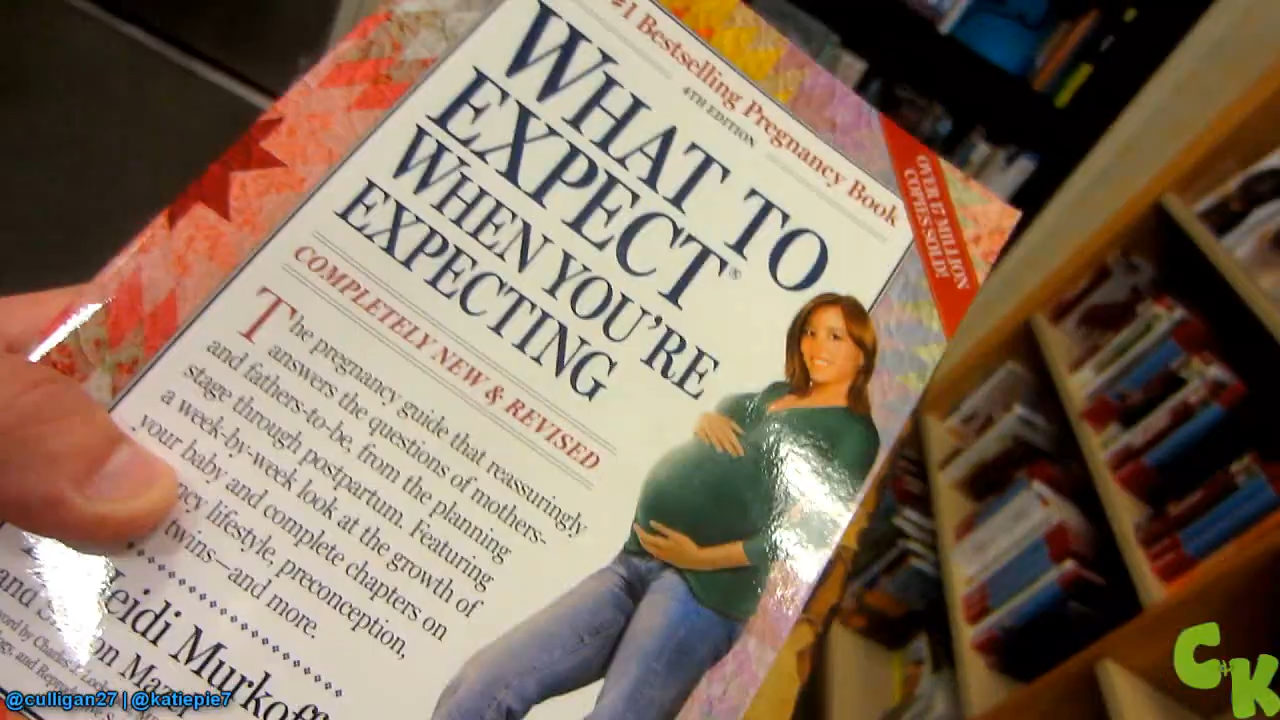 #1 Bestselling Pregnancy Book
4TH EDITION
OVER 17 MILLION
COPIES SOLD!
WHAT TO
EXPECT®
WHEN YOU'RE
EXPECTING
COMPLETELY NEW & REVISED
The pregnancy guide that reassuringly
answers the questions of mothers-
and fathers-to-be, from the planning
stage through postpartum. Featuring
a week-by-week look at the growth of
your baby and complete chapters on
lifestyle, preconception,
twins—and more.
Heidi Murkoff
and
@culligan27 | @katiepie7
C+K